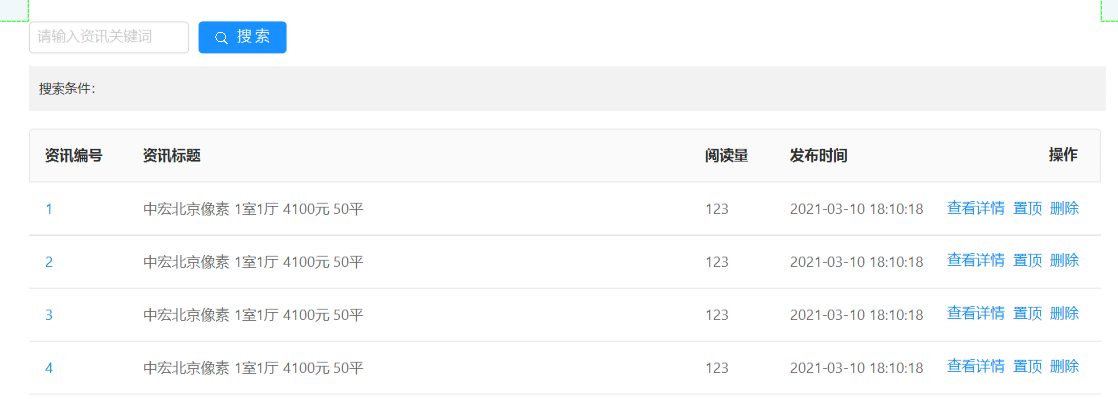 请输入资讯关键词 搜索
搜索条件：
资讯编号 资讯标题 阅读量 发布时间 操作
1 中宏北京像素 1室1厅 4100元 50平 123 2021-03-10 18:10:18 查看详情 置顶 删除
2 中宏北京像素 1室1厅 4100元 50平 123 2021-03-10 18:10:18 查看详情 置顶 删除
3 中宏北京像素 1室1厅 4100元 50平 123 2021-03-10 18:10:18 查看详情 置顶 删除
4 中宏北京像素 1室1厅 4100元 50平 123 2021-03-10 18:10:18 查看详情 置顶 删除